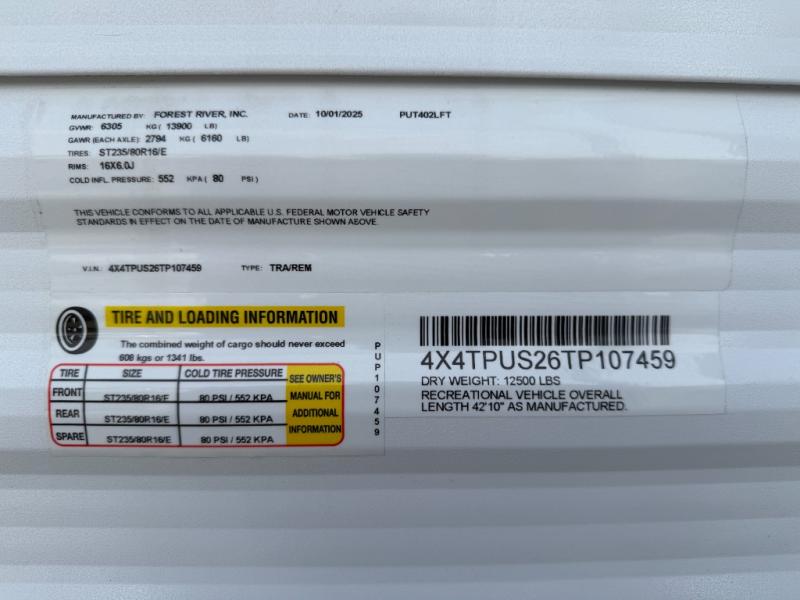 MANUFACTURED BY: FOREST RIVER, INC. DATE: 10/01/2025 PUT402LFT
GVWR: 6305 KG ( 13900 LB)
GAWR (EACH AXLE): 2794 KG ( 6160 LB)
TIRES: ST235/80R16/E
RIMS: 16X6.0J
COLD INFL. PRESSURE: 552 KPA ( 80 PSI )
THIS VEHICLE CONFORMS TO ALL APPLICABLE U.S. FEDERAL MOTOR VEHICLE SAFETY
STANDARDS IN EFFECT ON THE DATE OF MANUFACTURE SHOWN ABOVE.
V.I.N.: 4X4TPUS26TP107459 TYPE: TRA/REM
TIRE AND LOADING INFORMATION
The combined weight of cargo should never exceed
608 kgs or 1341 lbs.
TIRE SIZE COLD TIRE PRESSURE
FRONT ST235/80R16/E 80 PSI / 552 KPA
REAR ST235/80R16/E 80 PSI / 552 KPA
SPARE ST235/80R16/E 80 PSI / 552 KPA
SEE OWNER'S
MANUAL FOR
ADDITIONAL
INFORMATION
PUP107459
4X4TPUS26TP107459
DRY WEIGHT: 12500 LBS
RECREATIONAL VEHICLE OVERALL
LENGTH 42'10" AS MANUFACTURED.